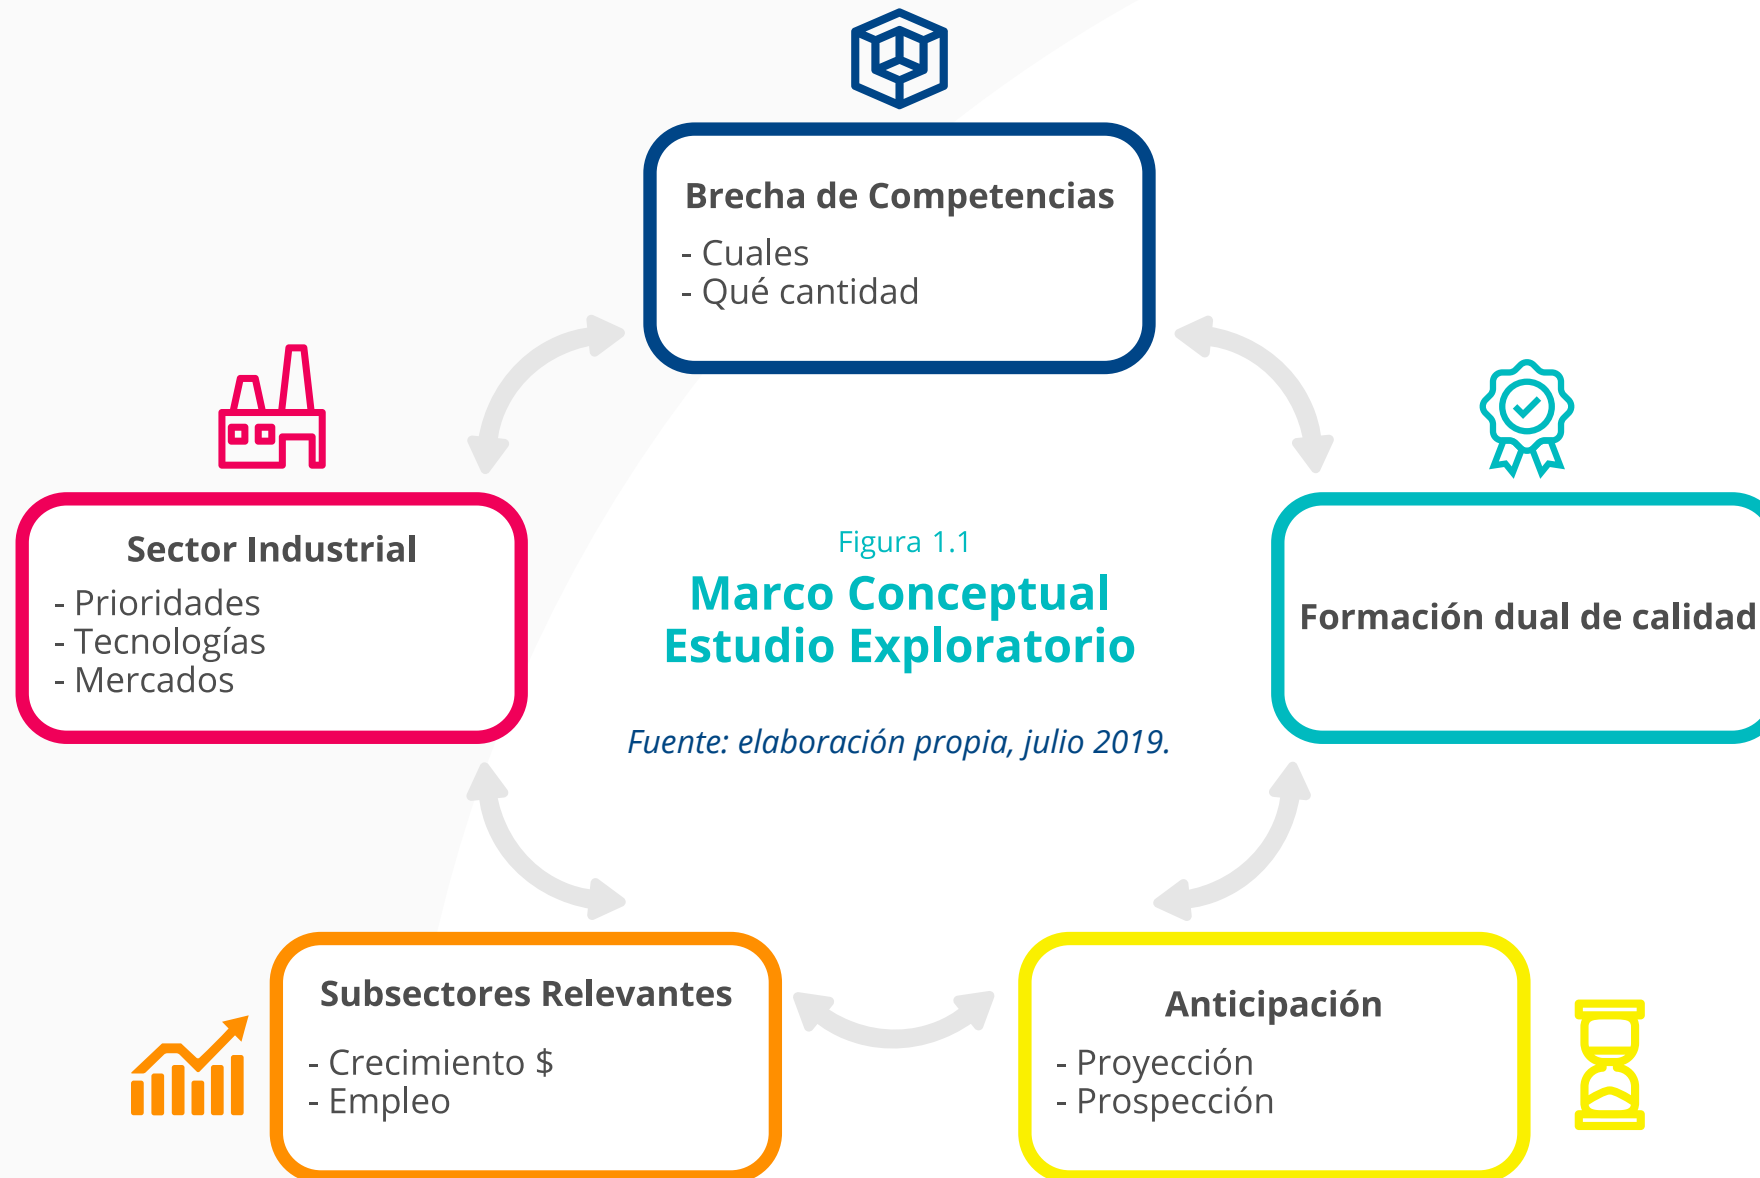 Brecha de Competencias
- Cuales
- Qué cantidad
Sector Industrial
- Prioridades
- Tecnologías
- Mercados
Figura 1.1
Marco Conceptual
Estudio Exploratorio
Fuente: elaboración propia, julio 2019.
Formación dual de calidad
Subsectores Relevantes
- Crecimiento $
- Empleo
Anticipación
- Proyección
- Prospección